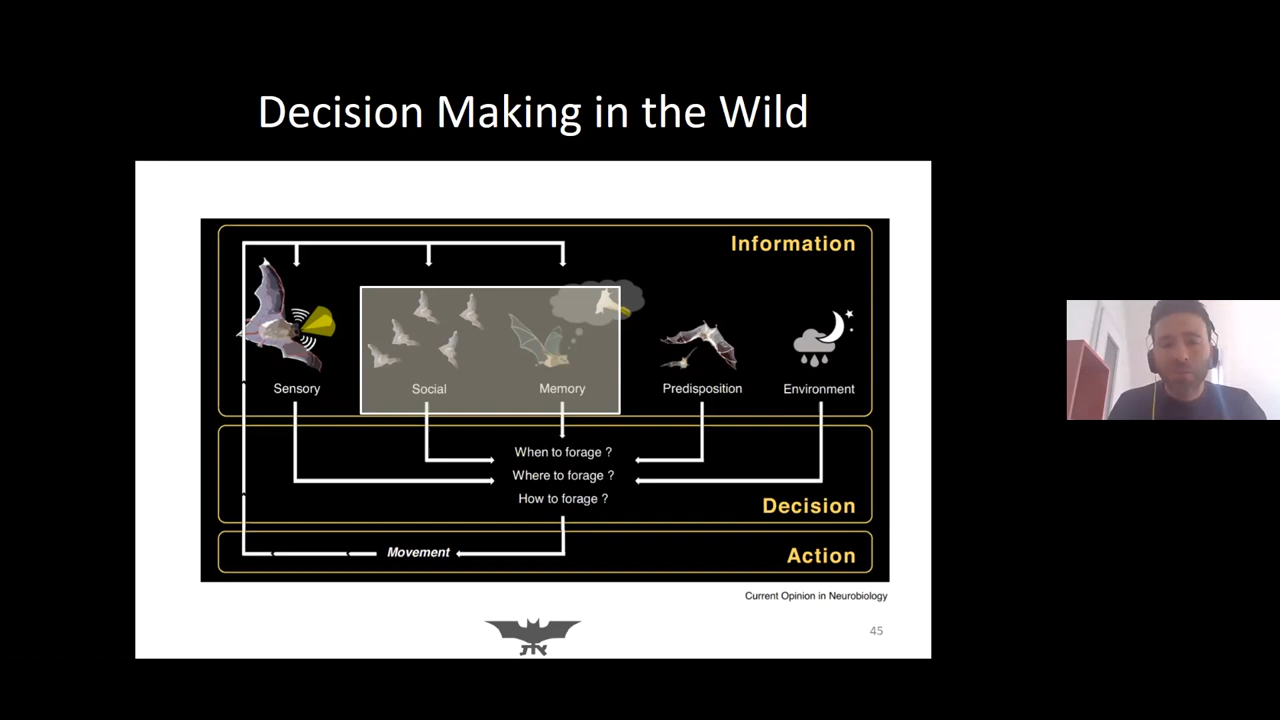 Decision Making in the Wild
Information
Sensory
Social
Memory
Predisposition
Environment
When to forage ?
Where to forage ?
How to forage ?
Decision
Movement
Action
Current Opinion in Neurobiology
45